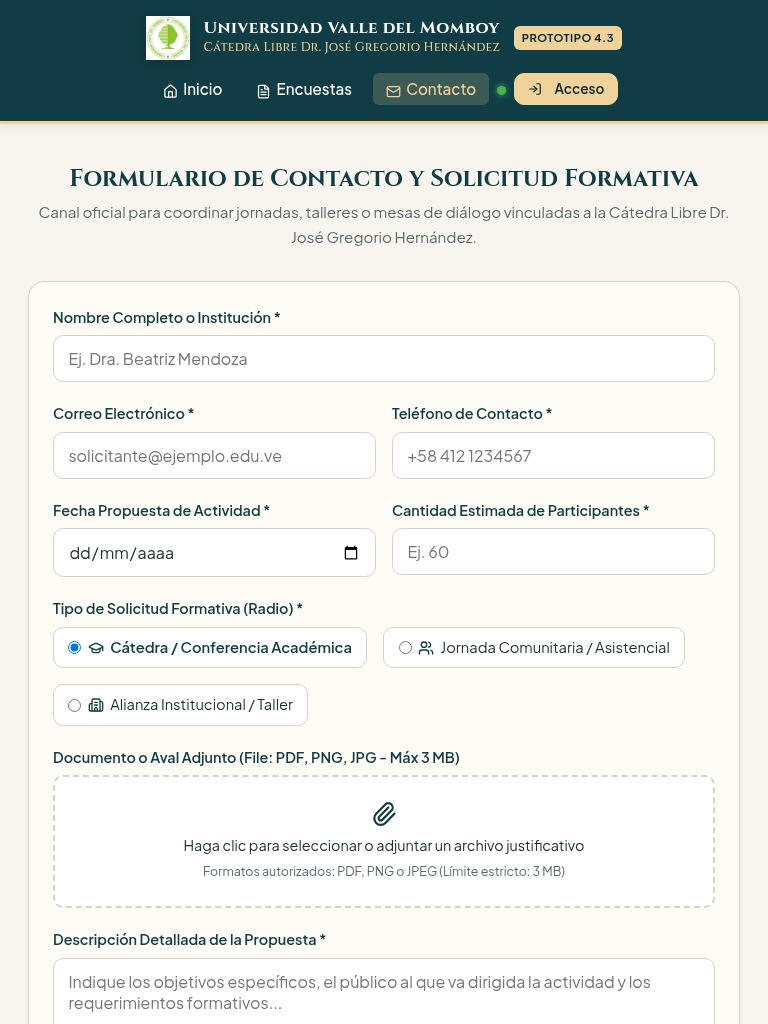 Universidad Valle del Momboy
Cátedra Libre Dr. José Gregorio Hernández
PROTOTIPO 4.3
Inicio
Encuestas
Contacto
Acceso
Formulario de Contacto y Solicitud Formativa
Canal oficial para coordinar jornadas, talleres o mesas de diálogo vinculadas a la Cátedra Libre Dr.
José Gregorio Hernández.
Nombre Completo o Institución *
Ej. Dra. Beatriz Mendoza
Correo Electrónico *
Teléfono de Contacto *
solicitante@ejemplo.edu.ve
+58 412 1234567
Fecha Propuesta de Actividad *
Cantidad Estimada de Participantes *
dd/mm/aaaa
Ej. 60
Tipo de Solicitud Formativa (Radio) *
Cátedra / Conferencia Académica
Jornada Comunitaria / Asistencial
Alianza Institucional / Taller
Documento o Aval Adjunto (File: PDF, PNG, JPG - Máx 3 MB)
Haga clic para seleccionar o adjuntar un archivo justificativo
Formatos autorizados: PDF, PNG o JPEG (Límite estricto: 3 MB)
Descripción Detallada de la Propuesta *
Indique los objetivos específicos, el público al que va dirigida la actividad y los
requerimientos formativos...